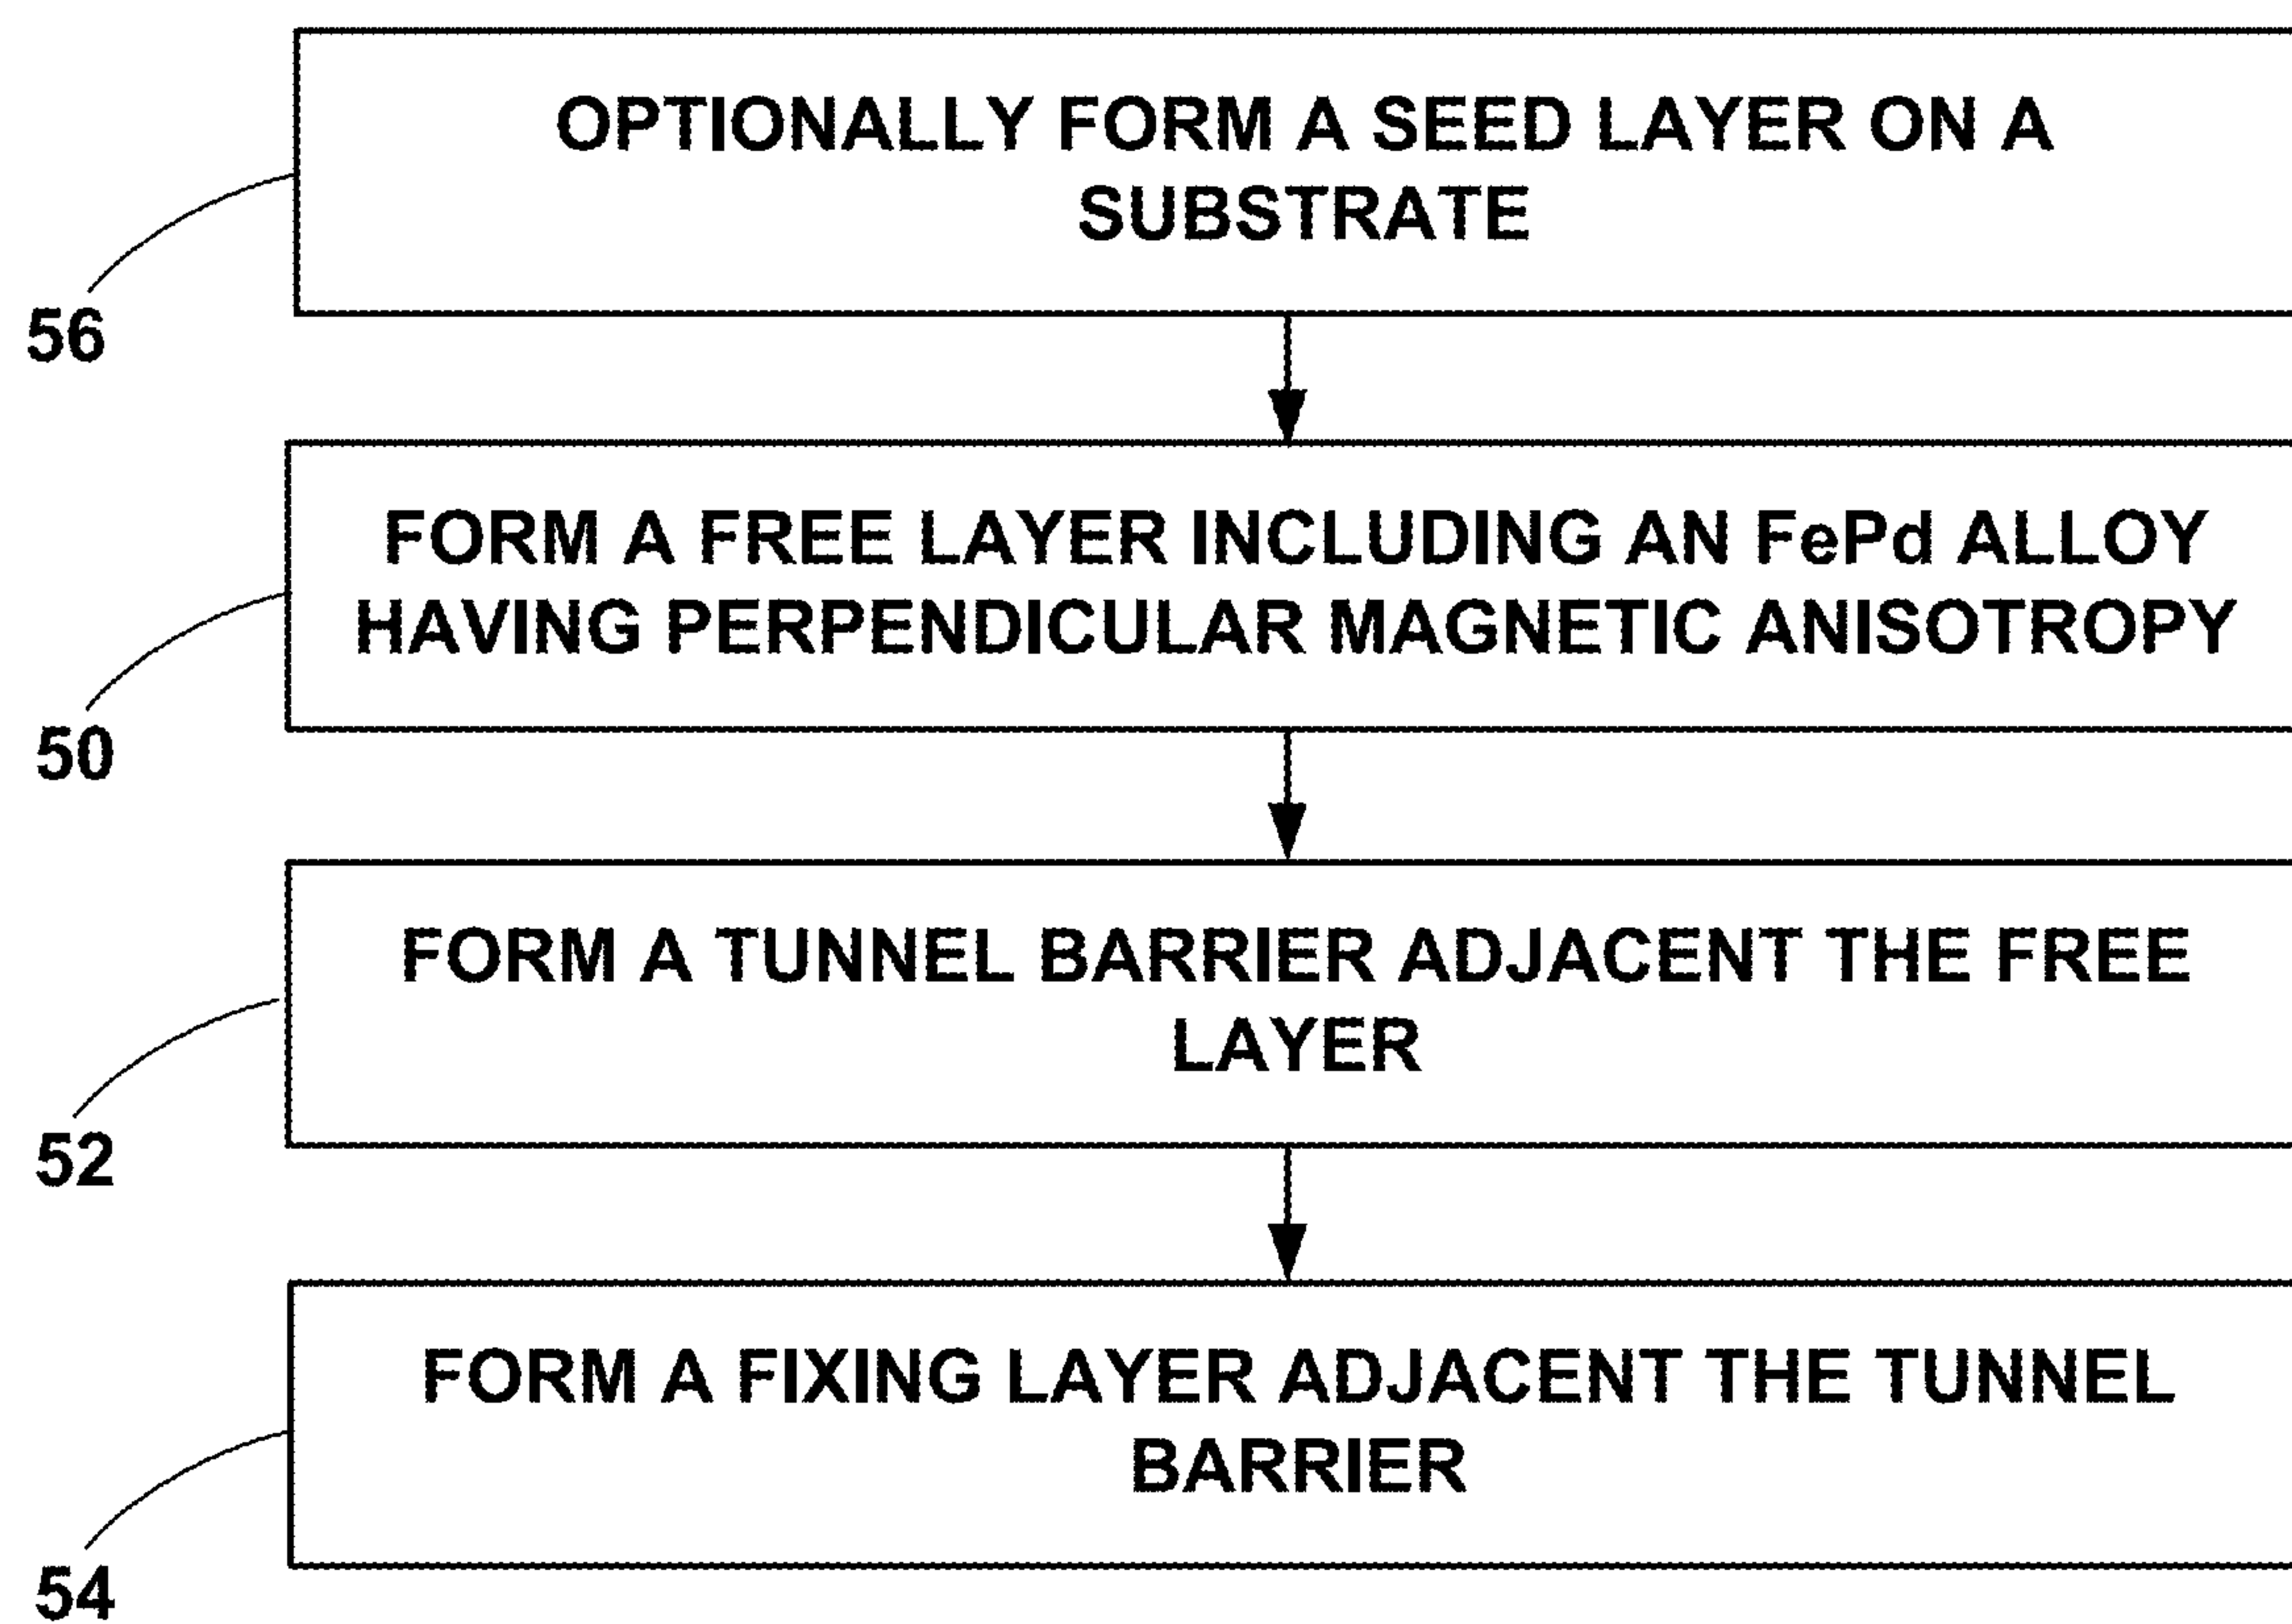 OPTIONALLY FORM A SEED LAYER ON A
SUBSTRATE
56
FORM A FREE LAYER INCLUDING AN FePd ALLOY
HAVING PERPENDICULAR MAGNETIC ANISOTROPY
50
FORM A TUNNEL BARRIER ADJACENT THE FREE
LAYER
52
FORM A FIXING LAYER ADJACENT THE TUNNEL
BARRIER
54